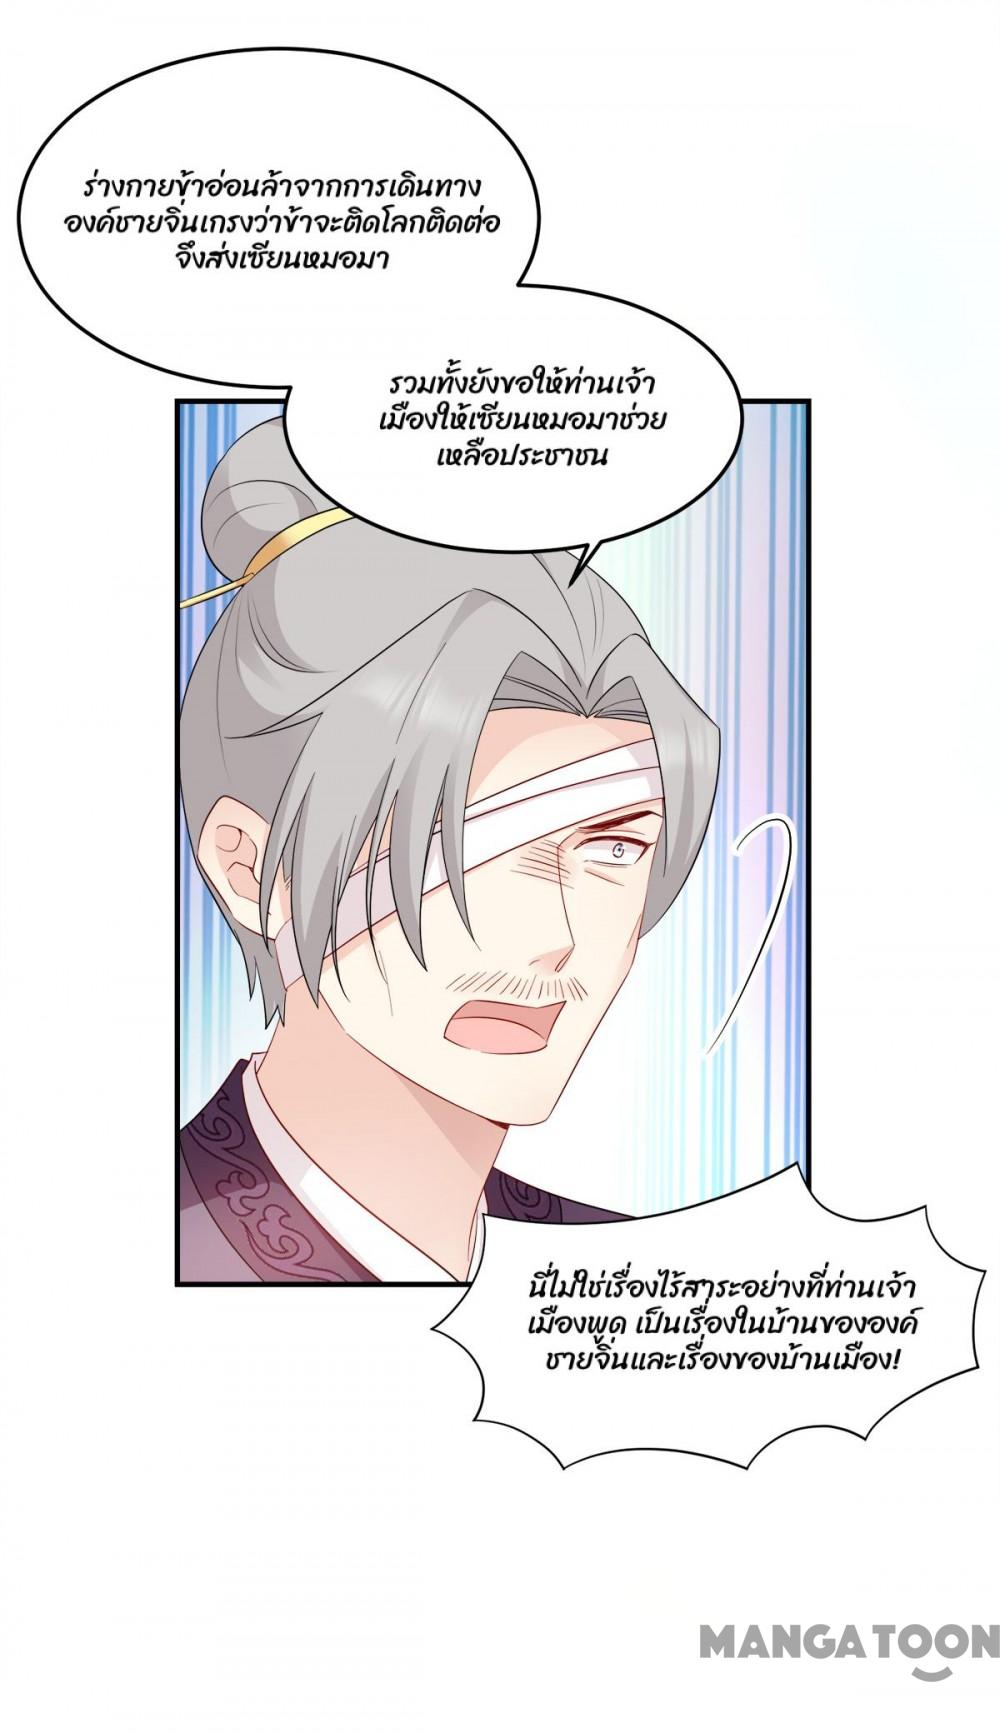 ร่างกายข้าอ่อนล้าจากการเดินทาง
องค์ชายจิ่นเกรงว่าข้าจะติดโลกติดต่อ
จึงส่งเซียนหมอมา
รวมทั้งยังขอให้ท่านเจ้า
เมืองให้เซียนหมอมาช่วย
เหลือประชาชน
นี่ไม่ใช่เรื่องไร้สาระอย่างที่ท่านเจ้า
เมืองพูด เป็นเรื่องในบ้านขององค์
ชายจิ่นและเรื่องของบ้านเมือง!
MANGATOON